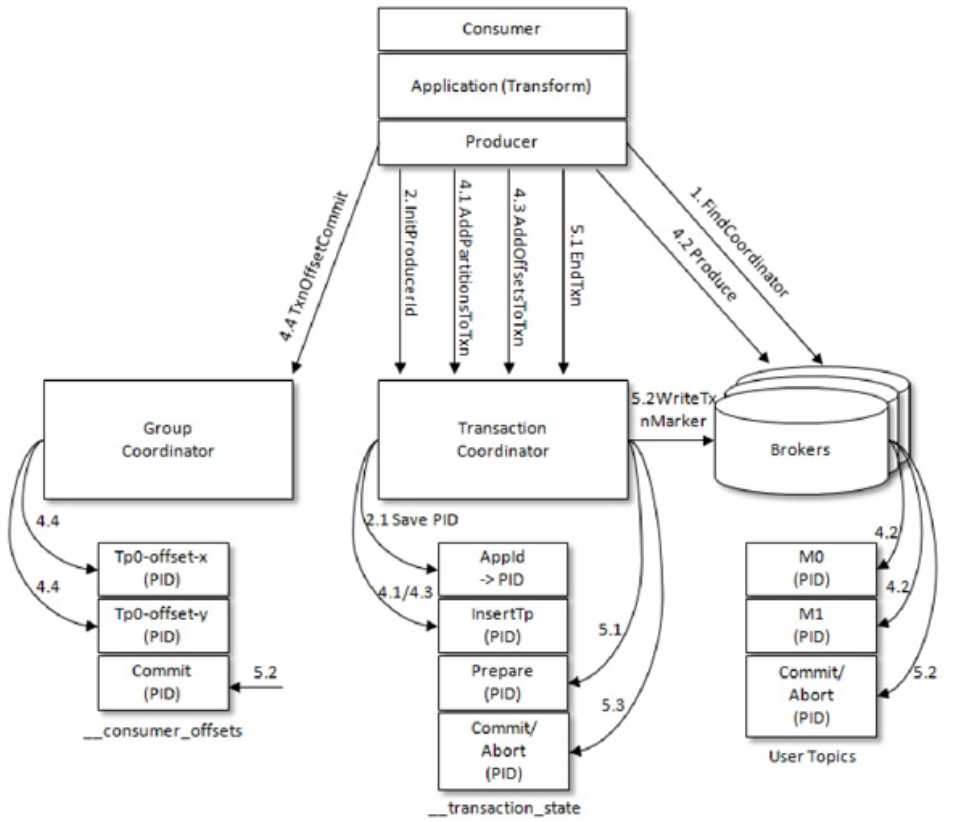 Consumer
Application (Transform)
Producer
4.4 TxnOffsetCommit
2. InitProducerId
4.1 AddPartitionsToTxn
4.3 AddOffsetsToTxn
5.1 EndTxn
4.2 Produce
1. FindCoordinator
Group
Coordinator
Transaction
Coordinator
5.2WriteTx
nMarker
Brokers
4.4
4.4
Tp0-offset-x
(PID)
Tp0-offset-y
(PID)
Commit
(PID)
5.2
__consumer_offsets
2.1 Save PID
4.1/4.3
AppId
-> PID
InsertTp
(PID)
Prepare
(PID)
Commit/
Abort
(PID)
5.1
5.3
__transaction_state
4.2
4.2
5.2
M0
(PID)
M1
(PID)
Commit/
Abort
(PID)
User Topics